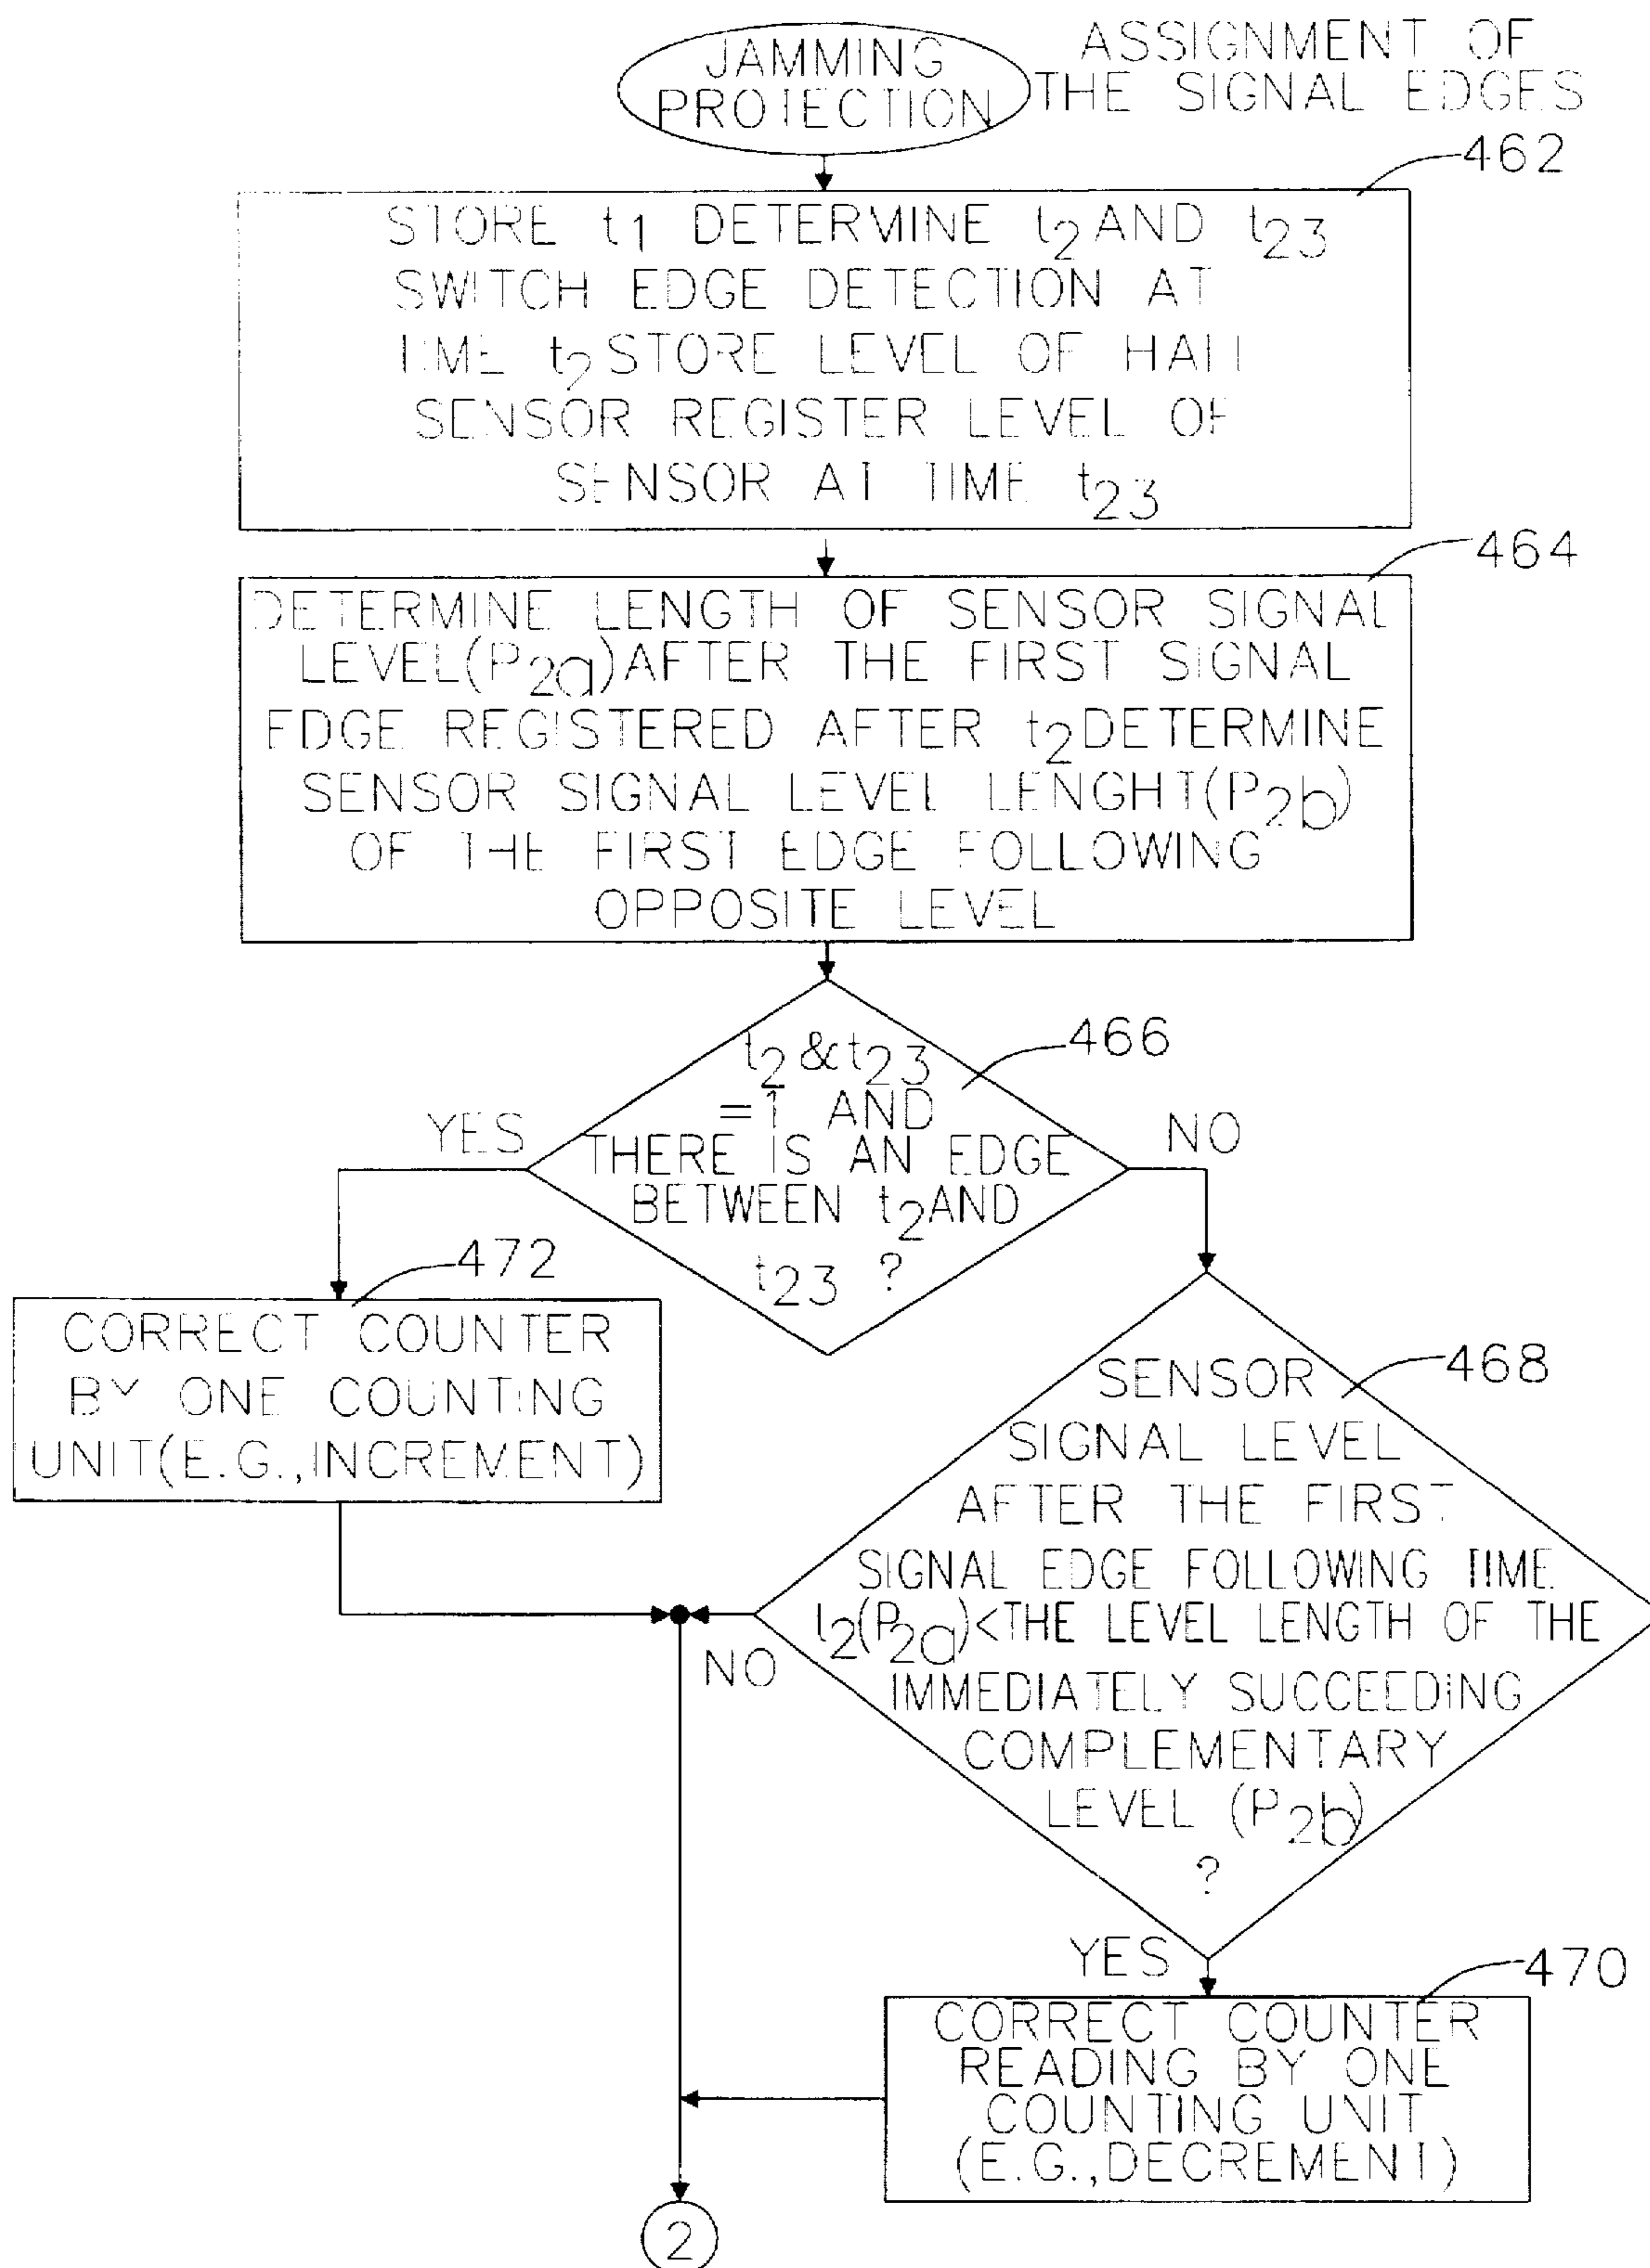 JAMMING
PROTECTION
ASSIGNMENT OF
THE SIGNAL EDGES
462
STORE t1 DETERMINE t2 AND t23
SWITCH EDGE DETECTION AT
TIME t2 STORE LEVEL OF HALL
SENSOR REGISTER LEVEL OF
SENSOR AT TIME t23
464
DETERMINE LENGTH OF SENSOR SIGNAL
LEVEL(P2a) AFTER THE FIRST SIGNAL
EDGE REGISTERED AFTER t2 DETERMINE
SENSOR SIGNAL LEVEL LENGHT(P2b)
OF THE FIRST EDGE FOLLOWING
OPPOSITE LEVEL
466
t2 & t23
=1 AND
THERE IS AN EDGE
BETWEEN t2 AND
t23 ?
YES
NO
472
CORRECT COUNTER
BY ONE COUNTING
UNIT(E.G.,INCREMENT)
468
SENSOR
SIGNAL LEVEL
AFTER THE FIRST
SIGNAL EDGE FOLLOWING TIME
t2(P2a)<THE LEVEL LENGTH OF THE
IMMEDIATELY SUCCEEDING
COMPLEMENTARY
LEVEL (P2b)
?
NO
YES
470
CORRECT COUNTER
READING BY ONE
COUNTING UNIT
(E.G.,DECREMENT)
2